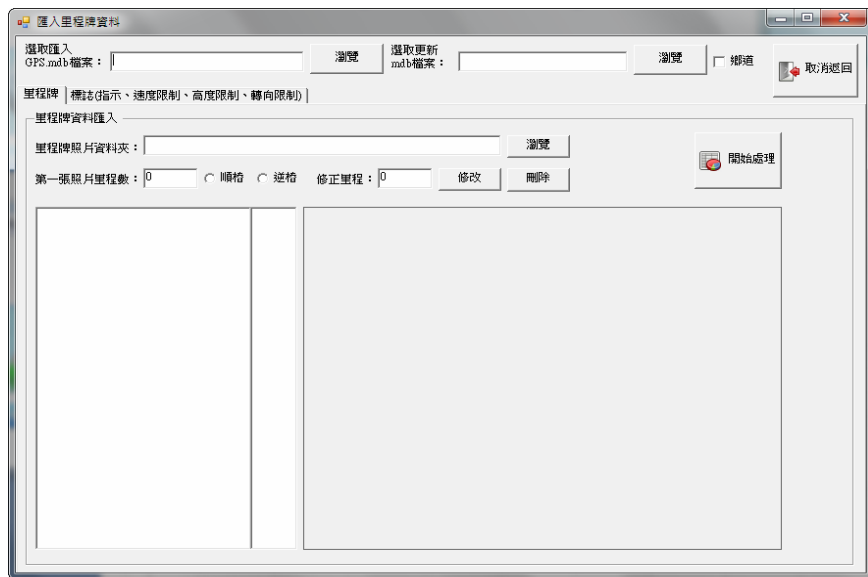 匯入里程牌資料
選取匯入
GPS.mdb檔案：
瀏覽
選取更新
mdb檔案：
瀏覽
鄉道
取消返回
里程牌
標誌(指示、速度限制、高度限制、轉向限制)
里程牌資料匯入
里程牌照片資料夾：
瀏覽
開始處理
第一張照片里程數：
0
順樁
逆樁
修正里程：
0
修改
刪除